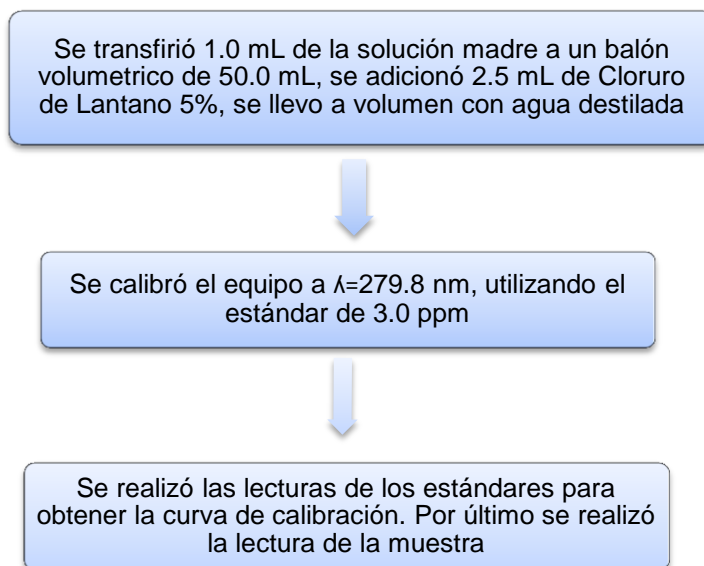 Se transfirió 1.0 mL de la solución madre a un balón
volumetrico de 50.0 mL, se adicionó 2.5 mL de Cloruro
de Lantano 5%, se llevo a volumen con agua destilada
Se calibró el equipo a ʎ=279.8 nm, utilizando el
estándar de 3.0 ppm
Se realizó las lecturas de los estándares para
obtener la curva de calibración. Por último se realizó
la lectura de la muestra